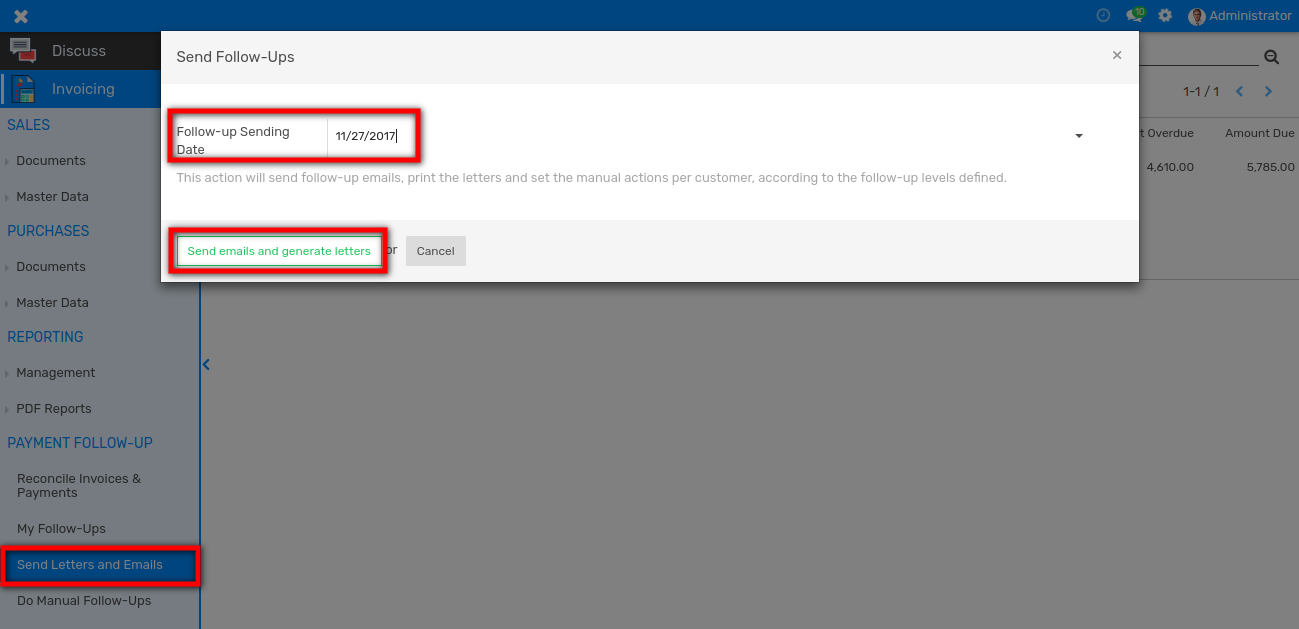 10
Administrator
Discuss
Invoicing
SALES
Documents
Master Data
PURCHASES
Documents
Master Data
REPORTING
Management
PDF Reports
PAYMENT FOLLOW-UP
Reconcile Invoices &
Payments
My Follow-Ups
Send Letters and Emails
Do Manual Follow-Ups
Send Follow-Ups
×
Follow-up Sending
Date
11/27/2017
This action will send follow-up emails, print the letters and set the manual actions per customer, according to the follow-up levels defined.
Send emails and generate letters
or
Cancel
1-1 / 1
t Overdue
Amount Due
4,610.00
5,785.00